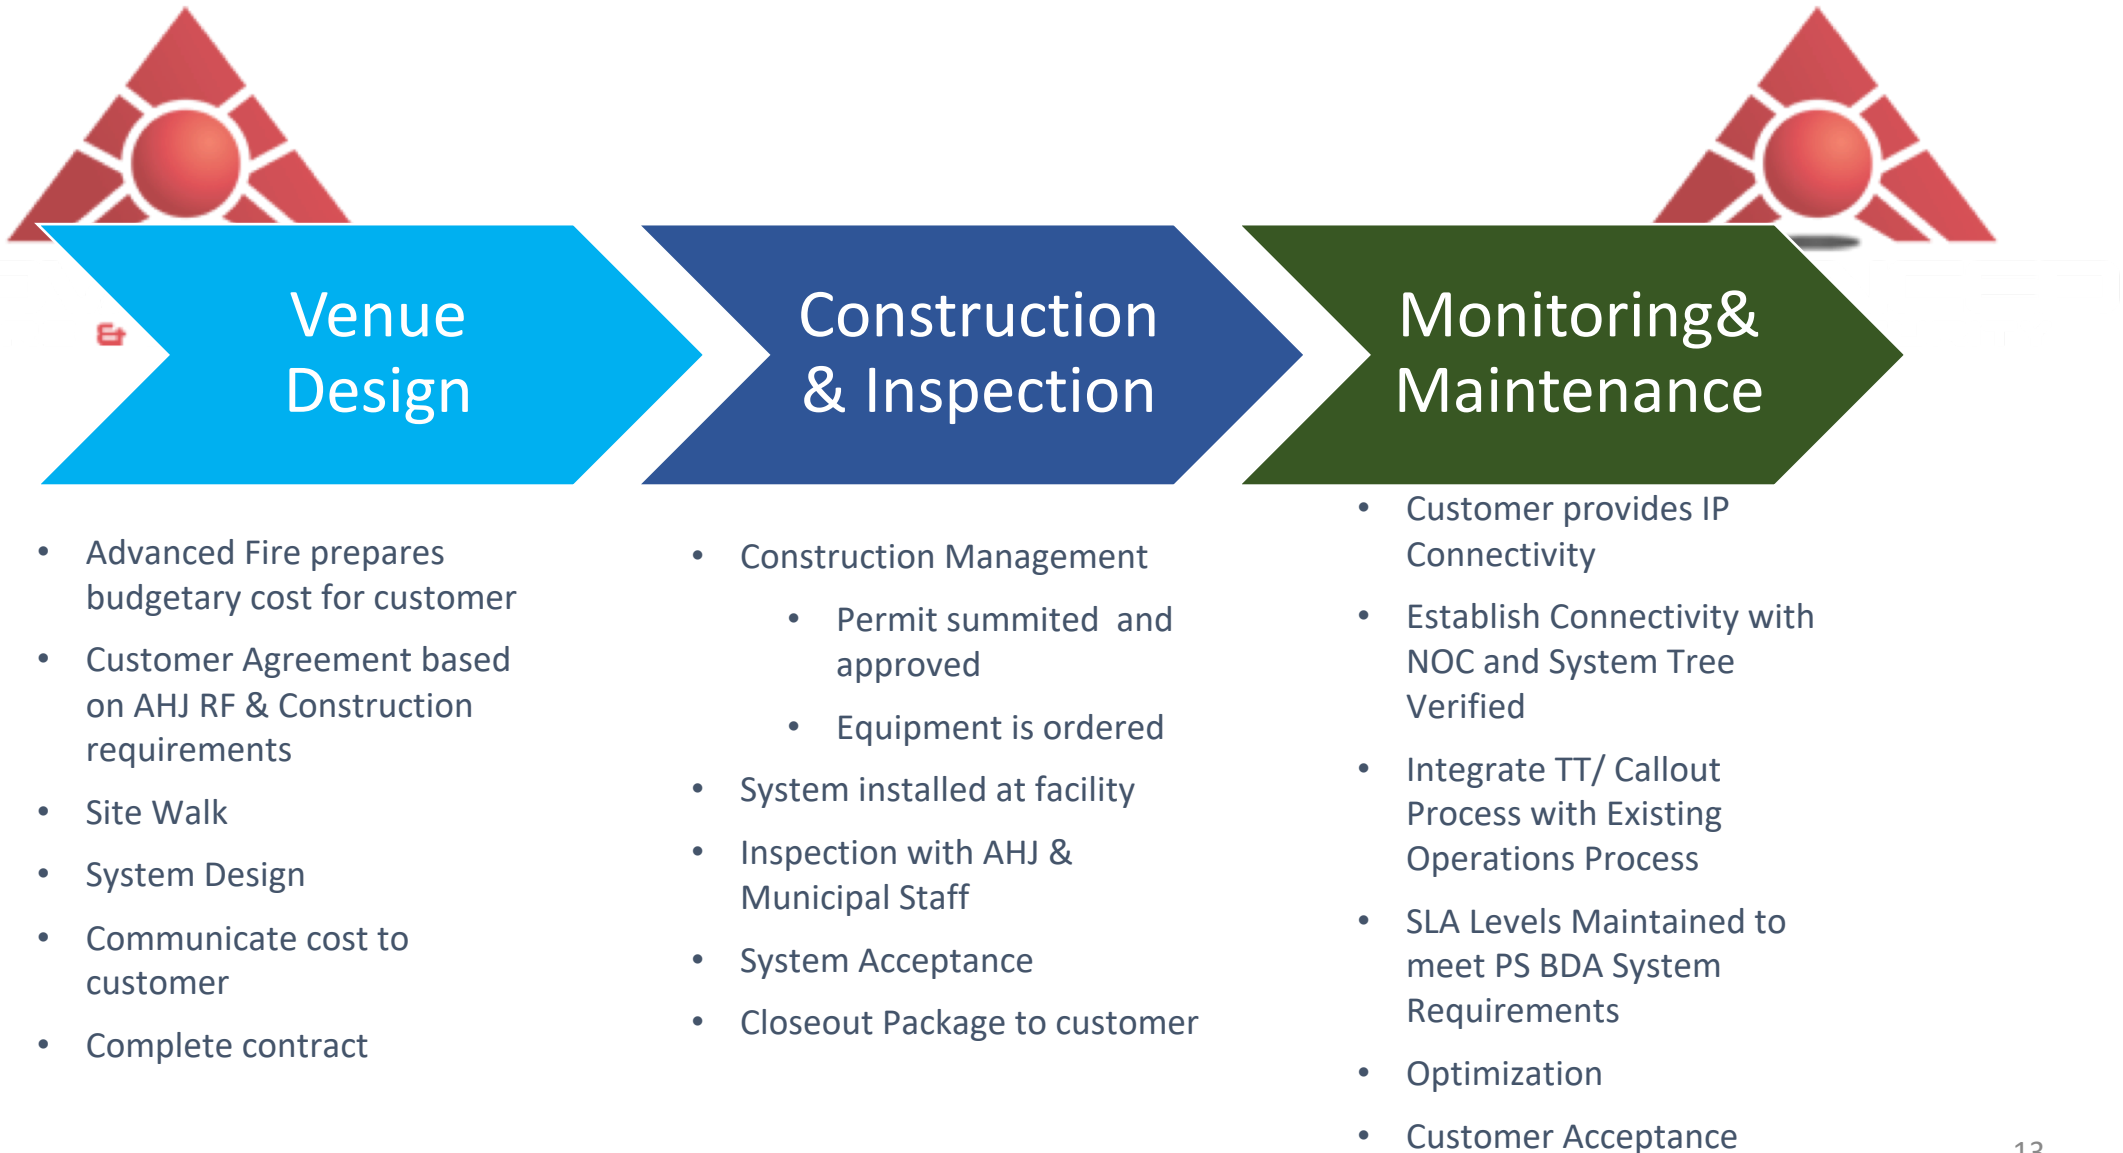 &
Venue
Design
Construction
& Inspection
Monitoring&
Maintenance
• Advanced Fire prepares
budgetary cost for customer
• Customer Agreement based
on AHJ RF & Construction
requirements
• Site Walk
• System Design
• Communicate cost to
customer
• Complete contract
• Construction Management
• Permit summited  and
approved
• Equipment is ordered
• System installed at facility
• Inspection with AHJ &
Municipal Staff
• System Acceptance
• Closeout Package to customer
• Customer provides IP
Connectivity
• Establish Connectivity with
NOC and System Tree
Verified
• Integrate TT/ Callout
Process with Existing
Operations Process
• SLA Levels Maintained to
meet PS BDA System
Requirements
• Optimization
• Customer Acceptance
13